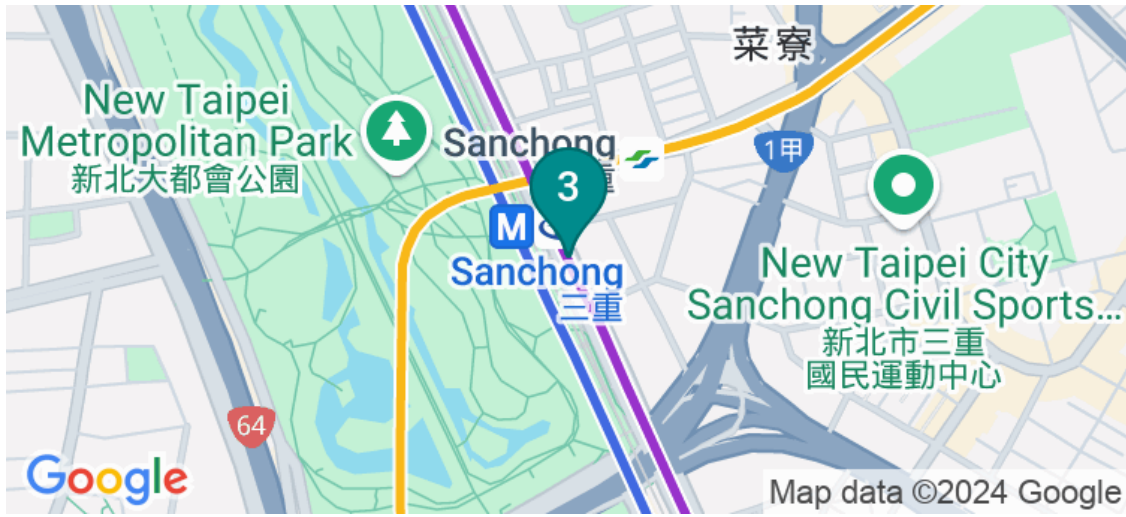 菜寮
New Taipei
Metropolitan Park
新北大都會公園
Sanchong
1甲
3
M
Sanchong
三重
New Taipei City
Sanchong Civil Sports…
新北市三重
國民運動中心
64
Google
Map data ©2024 Google